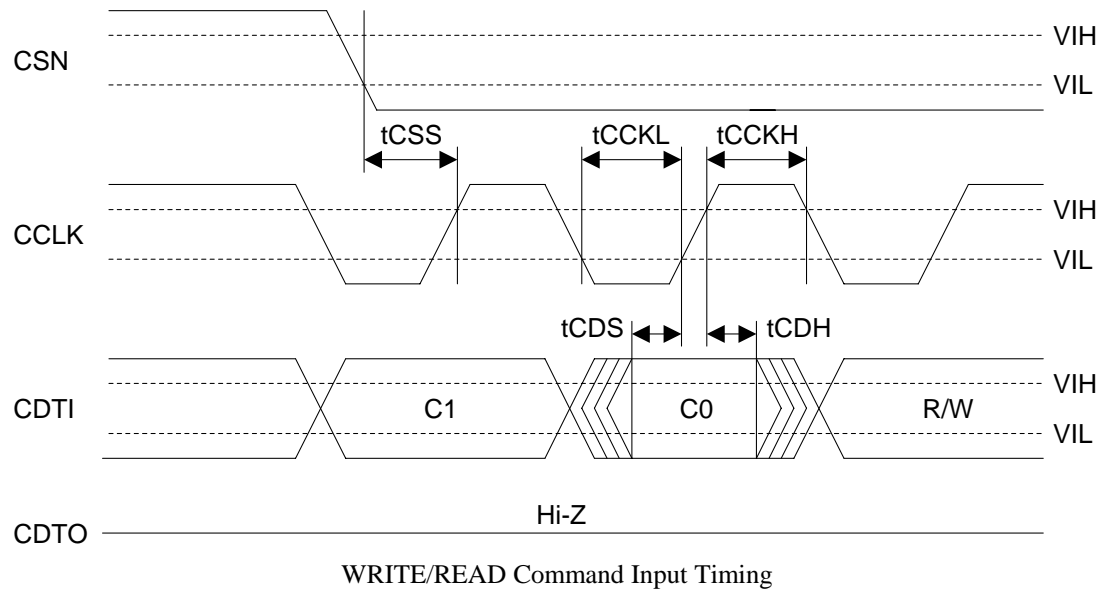 CSN
VIH
VIL
tCSS
tCCKL
tCCKH
CCLK
VIH
VIL
tCDS
tCDH
CDTI
C1
C0
R/W
VIH
VIL
CDTO
Hi-Z
WRITE/READ Command Input Timing